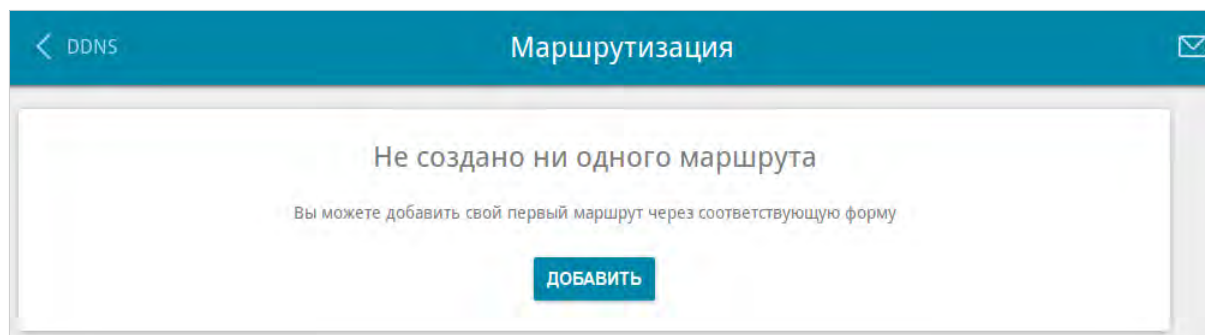 DDNS
Маршрутизация
Не создано ни одного маршрута
Вы можете добавить свой первый маршрут через соответствующую форму
ДОБАВИТЬ